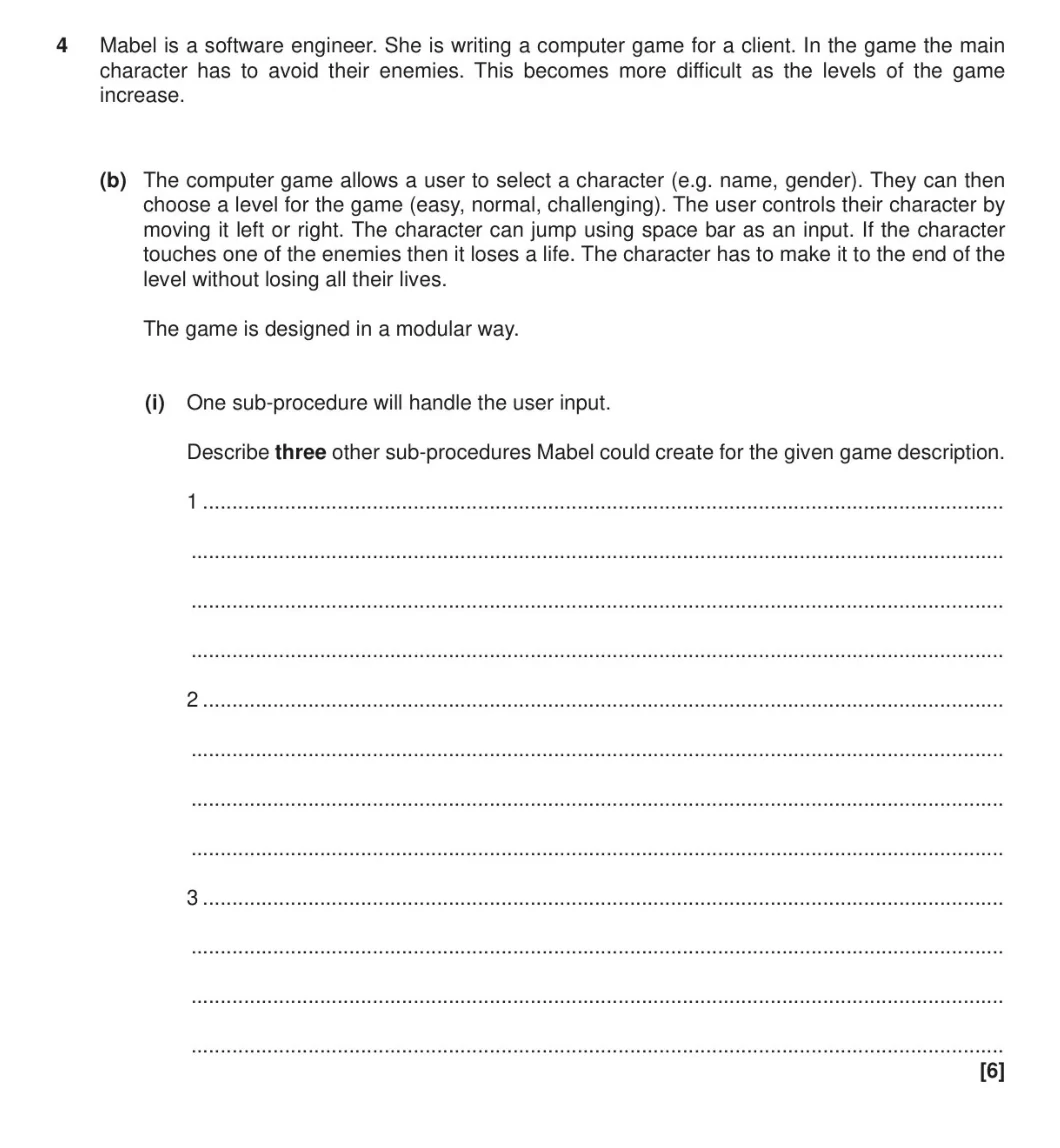 4 Mabel is a software engineer. She is writing a computer game for a client. In the game the main
character has to avoid their enemies. This becomes more difficult as the levels of the game
increase.
(b) The computer game allows a user to select a character (e.g. name, gender). They can then
choose a level for the game (easy, normal, challenging). The user controls their character by
moving it left or right. The character can jump using space bar as an input. If the character
touches one of the enemies then it loses a life. The character has to make it to the end of the
level without losing all their lives.
The game is designed in a modular way.
(i) One sub-procedure will handle the user input.
Describe three other sub-procedures Mabel could create for the given game description.
1
2
3
[6]